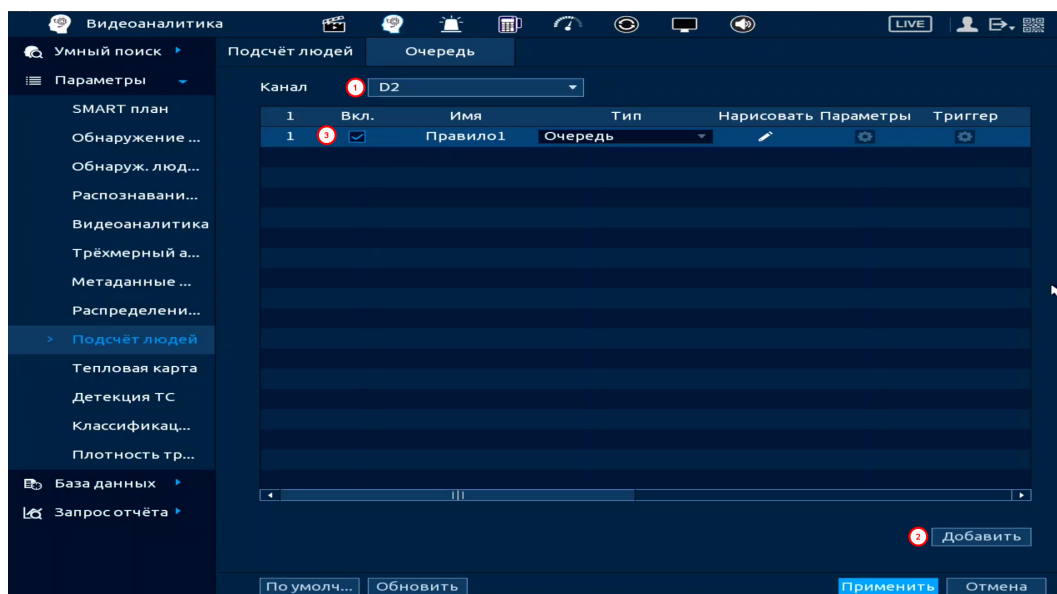 Видеоаналитика
LIVE
Умный поиск
Параметры
SMART план
Обнаружение ...
Обнаруж. люд...
Распознавани...
Видеоаналитика
Трёхмерный а...
Метаданные ...
Распределени...
> Подсчёт людей
Тепловая карта
Детекция ТС
Классификац...
Плотность тр...
База данных
Запрос отчёта
Подсчёт людей Очередь
Канал 1 D2
1 Вкл. Имя Тип Нарисовать Параметры Триггер
1 3 Правило1 Очередь
2 Добавить
По умолч... Обновить Применить Отмена